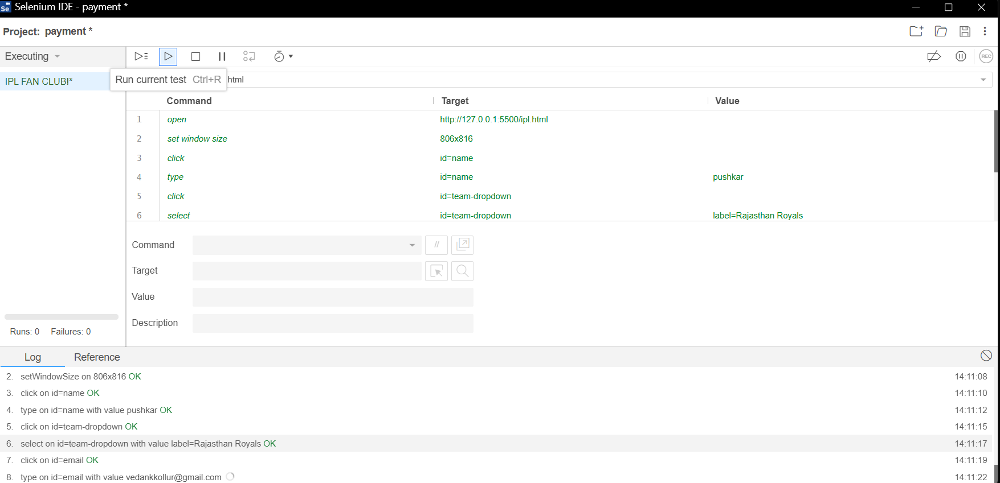 Se Selenium IDE - payment *
Project: payment *
Executing
IPL FAN CLUB!*
Run current test Ctrl+R
html
REC
Command Target Value
1 open http://127.0.0.1:5500/ipl.html
2 set window size 806x816
3 click id=name
4 type id=name pushkar
5 click id=team-dropdown
6 select id=team-dropdown label=Rajasthan Royals
Command //
Target
Value
Description
Runs: 0 Failures: 0
Log Reference
2. setWindowSize on 806x816 OK 14:11:08
3. click on id=name OK 14:11:10
4. type on id=name with value pushkar OK 14:11:12
5. click on id=team-dropdown OK 14:11:15
6. select on id=team-dropdown with value label=Rajasthan Royals OK 14:11:17
7. click on id=email OK 14:11:19
8. type on id=email with value vedankkollur@gmail.com 14:11:22